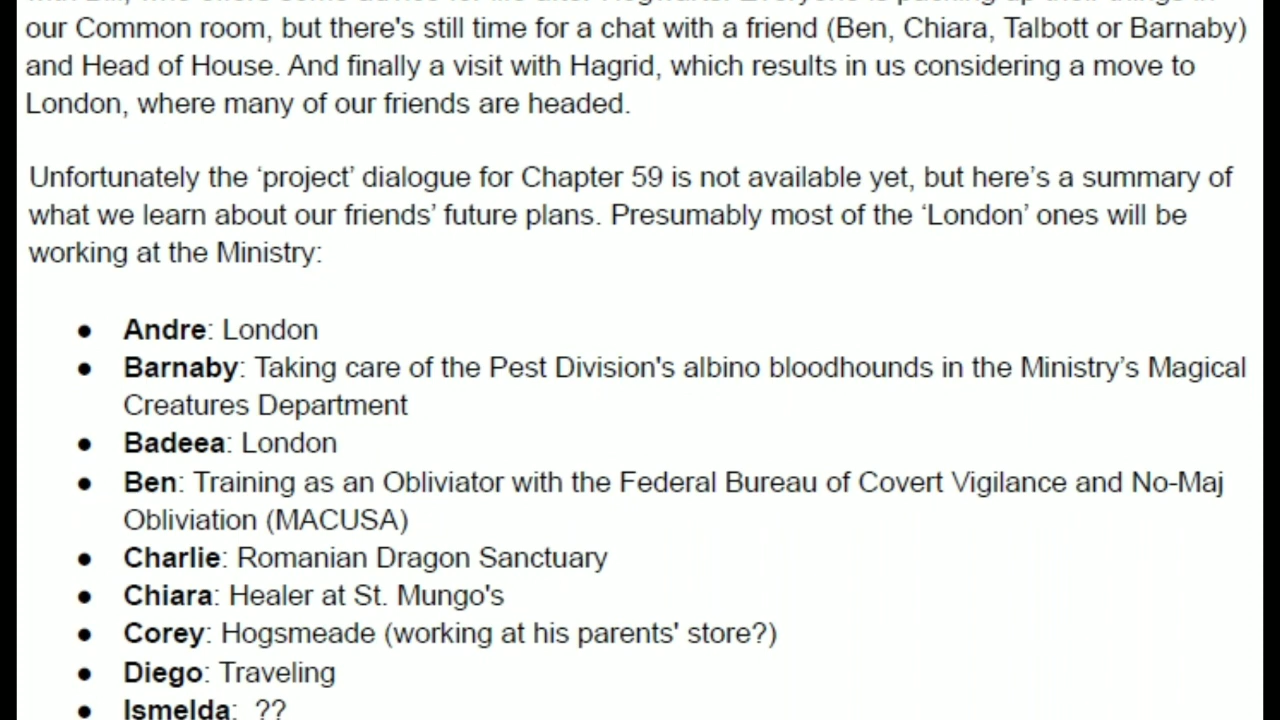 our Common room, but there's still time for a chat with a friend (Ben, Chiara, Talbott or Barnaby)
and Head of House. And finally a visit with Hagrid, which results in us considering a move to
London, where many of our friends are headed.
Unfortunately the ‘project’ dialogue for Chapter 59 is not available yet, but here’s a summary of
what we learn about our friends’ future plans. Presumably most of the ‘London’ ones will be
working at the Ministry:
● Andre: London
● Barnaby: Taking care of the Pest Division's albino bloodhounds in the Ministry’s Magical
Creatures Department
● Badeea: London
● Ben: Training as an Obliviator with the Federal Bureau of Covert Vigilance and No-Maj
Obliviation (MACUSA)
● Charlie: Romanian Dragon Sanctuary
● Chiara: Healer at St. Mungo's
● Corey: Hogsmeade (working at his parents' store?)
● Diego: Traveling
● Ismelda: ??